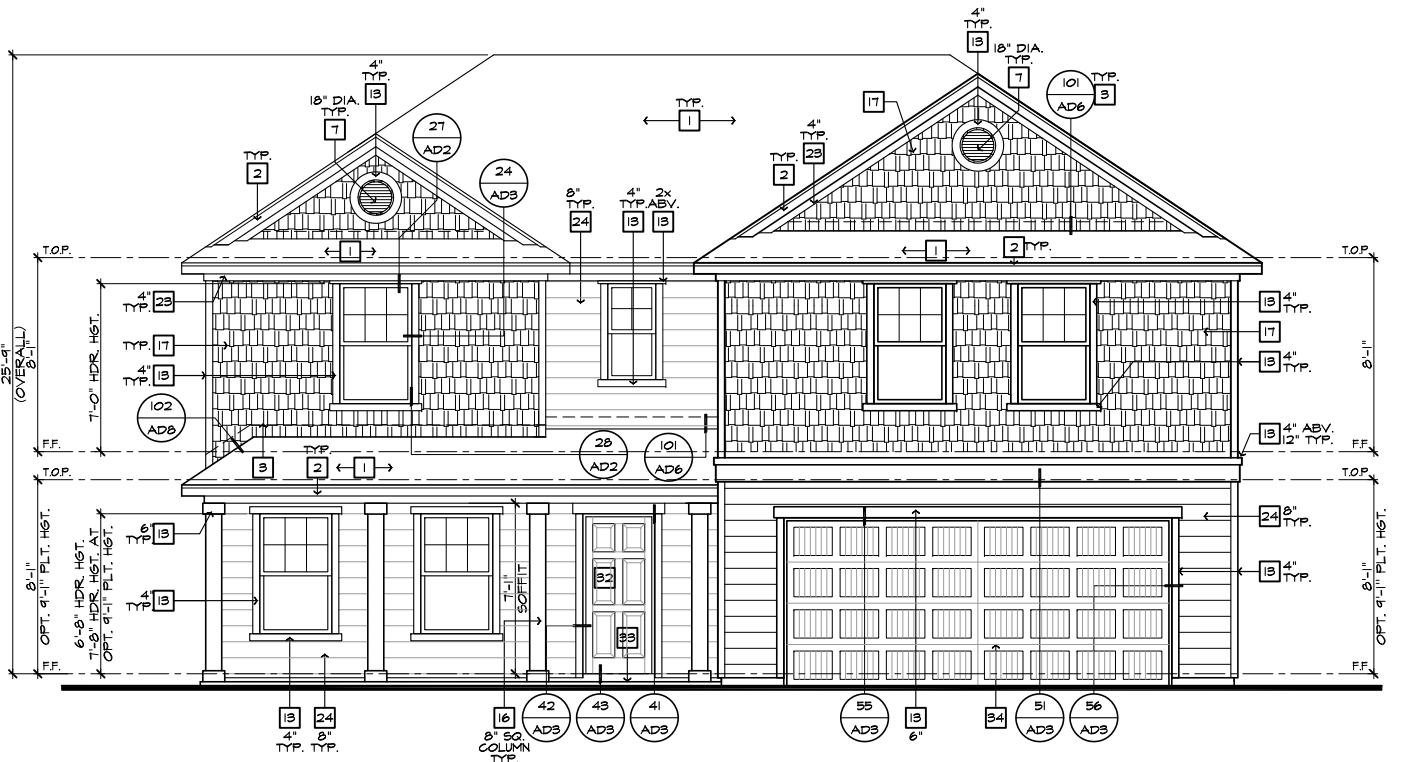 4"
TYP.
13
18" DIA.
TYP.
7
101
AD6
TYP.
3
4"
TYP.
13
18" DIA.
TYP.
7
27
AD2
TYP.
1
17
4"
TYP.
23
TYP.
2
TYP.
2
24
AD3
8"
TYP.
24
4"
TYP.
13
2x
ABV.
13
T.O.P.
1
1
2 TYP.
T.O.P.
4"
TYP. 23
TYP. 17
4"
TYP. 13
102
AD8
13 4"
TYP.
17
13 4"
TYP.
13 4" ABV.
12" TYP.
25'-9"
(OVERALL)
8'-1"
7'-0" HDR. HGT.
8'-1"
F.F.
T.O.P.
3
TYP.
2
1
28
AD2
101
AD6
F.F.
T.O.P.
6"
TYP. 13
4"
TYP. 13
8'-1"
OPT. 9'-1" PLT. HGT.
6'-8" HDR. HGT.
7'-8" HDR. HGT. AT
OPT. 9'-1" PLT. HGT.
7'-1"
SOFFIT
32
33
24 8"
TYP.
13 4"
TYP.
8'-1"
OPT. 9'-1" PLT. HGT.
F.F.
F.F.
13
4"
TYP.
24
8"
TYP.
16
8" SQ.
COLUMN
TYP.
42
AD3
43
AD3
41
AD3
55
AD3
13
6"
34
51
AD3
56
AD3